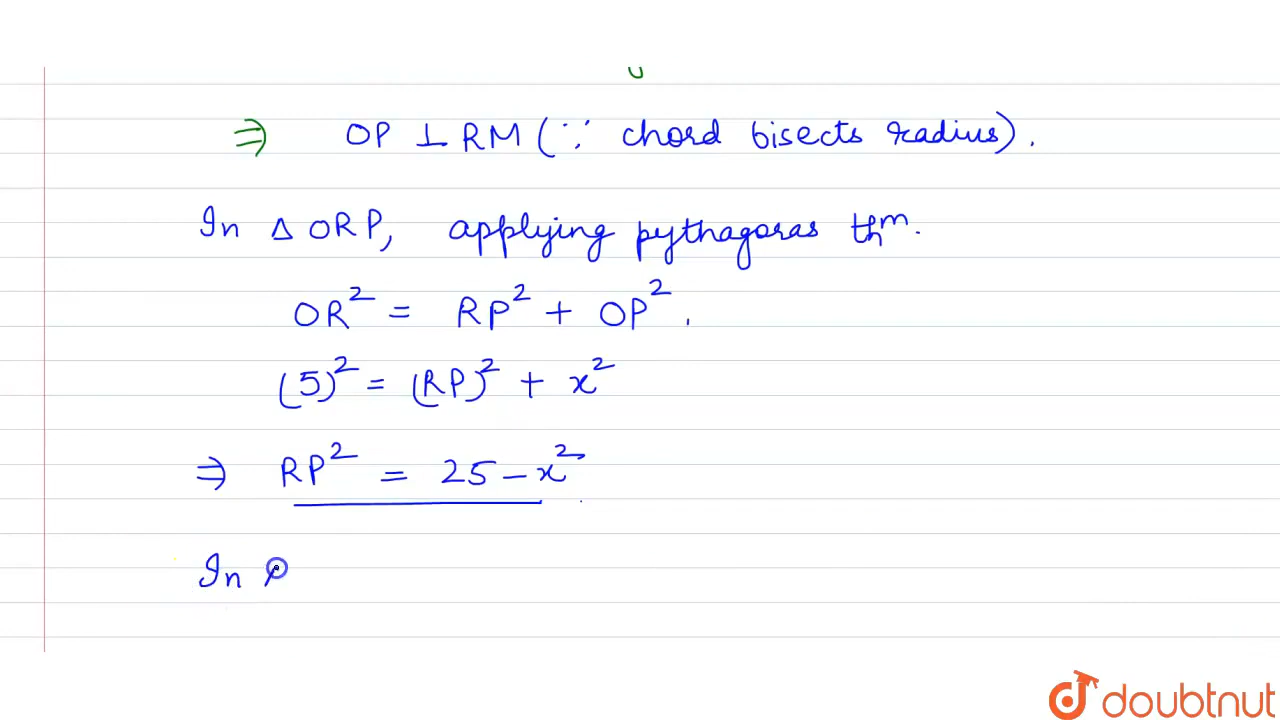 ⇒ OP ⊥ RM (∵ chord bisects radius).
In Δ ORP, applying pythagoras thᵐ.
OR² = RP² + OP².
(5)² = (RP)² + x²
⇒ RP² = 25 - x²
In
doubtnut